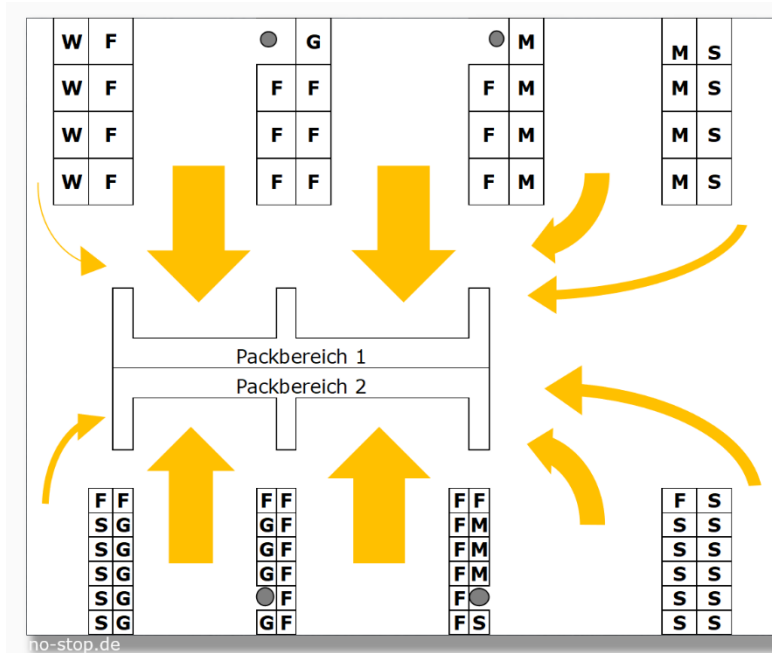 W F G M M S
W F F F F M M S
W F F F F M M S
W F F F F M M S
Packbereich 1
Packbereich 2
F F F F F F F S
S G G F F M S S
S G G F F M S S
S G G F F M S S
S G F F S S
S G G F F S S S
no-stop.de